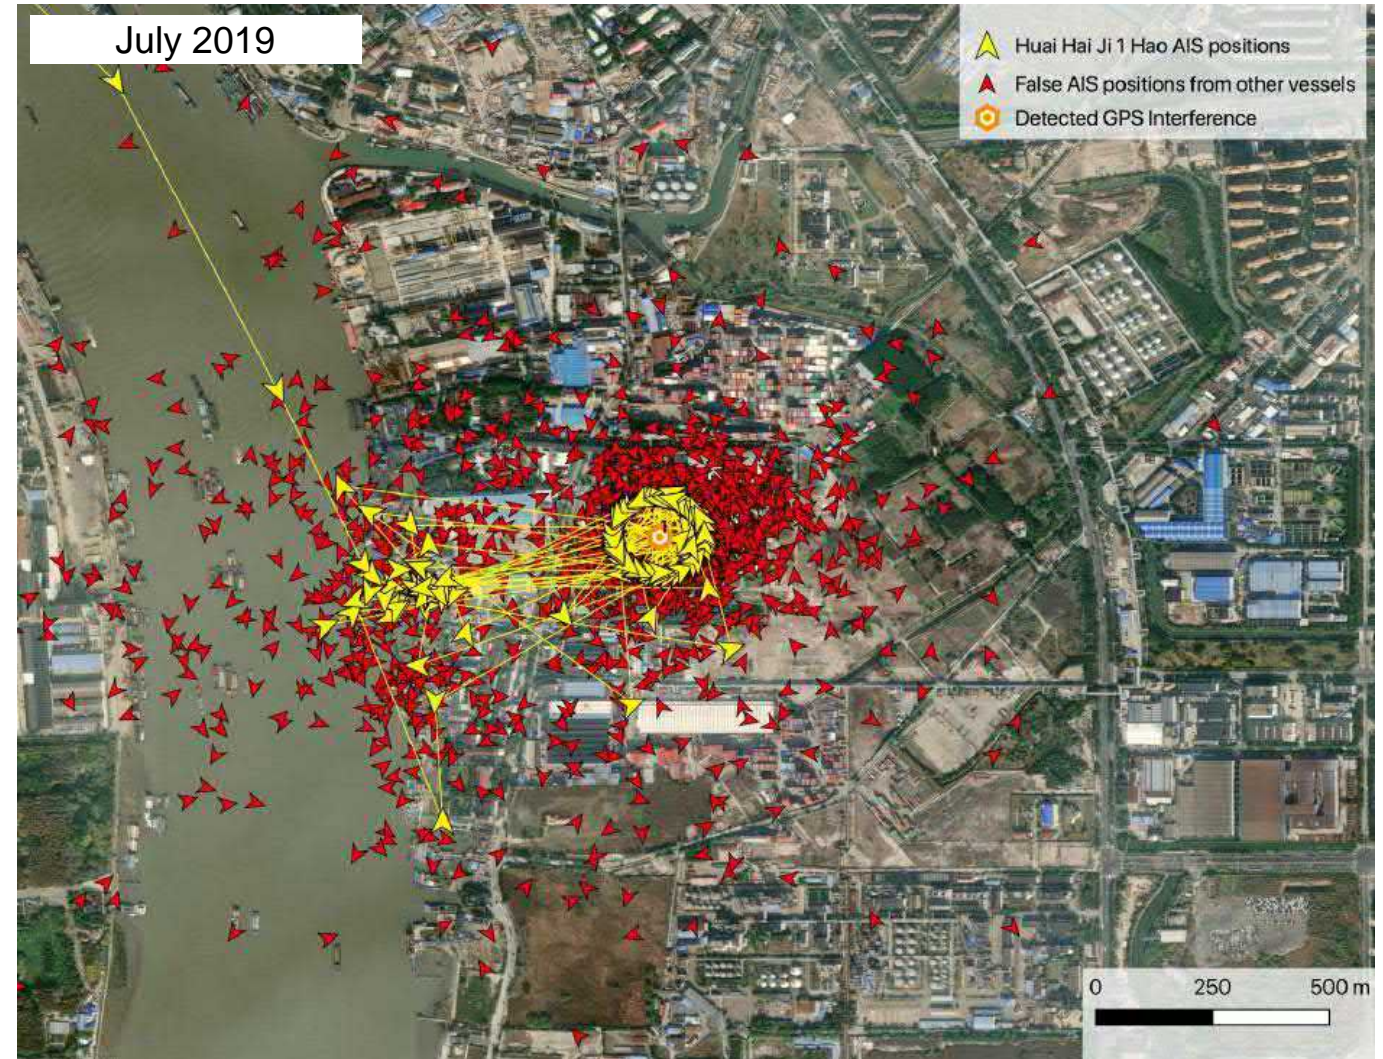 July 2019
Huai Hai Ji 1 Hao AIS positions
False AIS positions from other vessels
Detected GPS Interference
0 250 500 m